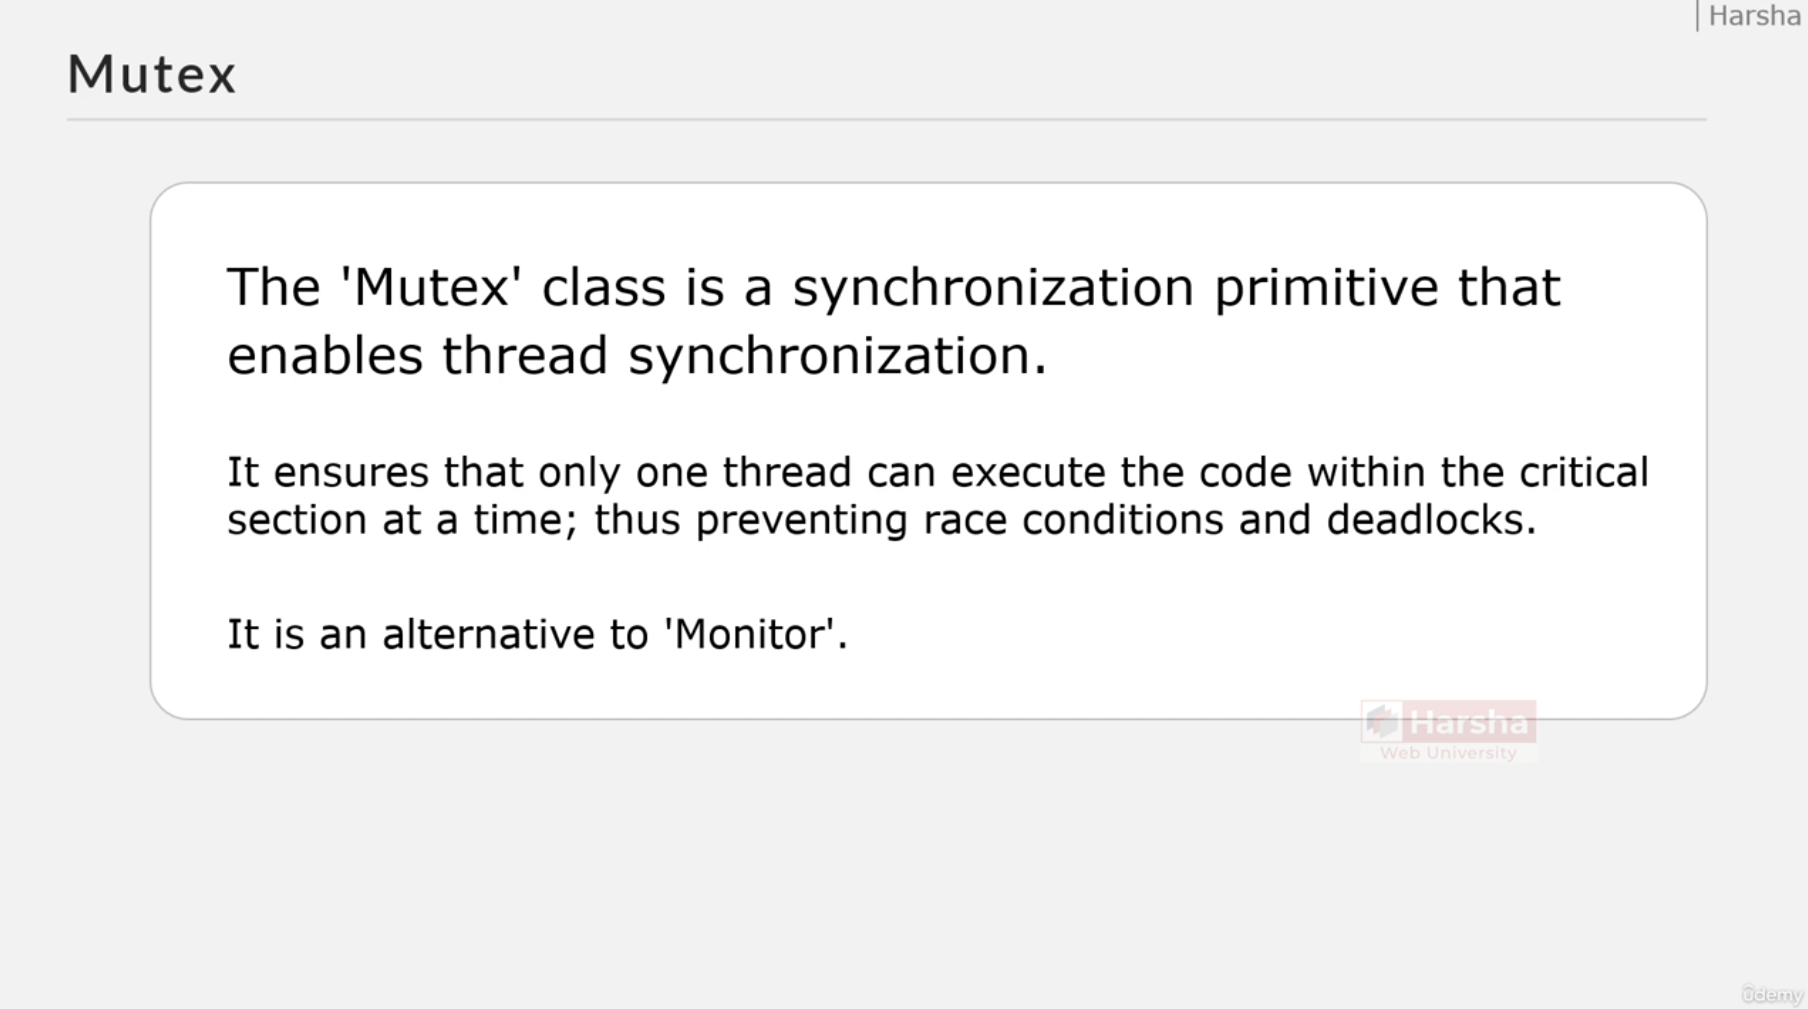 Harsha
Mutex
The 'Mutex' class is a synchronization primitive that
enables thread synchronization.
It ensures that only one thread can execute the code within the critical
section at a time; thus preventing race conditions and deadlocks.
It is an alternative to 'Monitor'.
Harsha
Web University
ûdemy